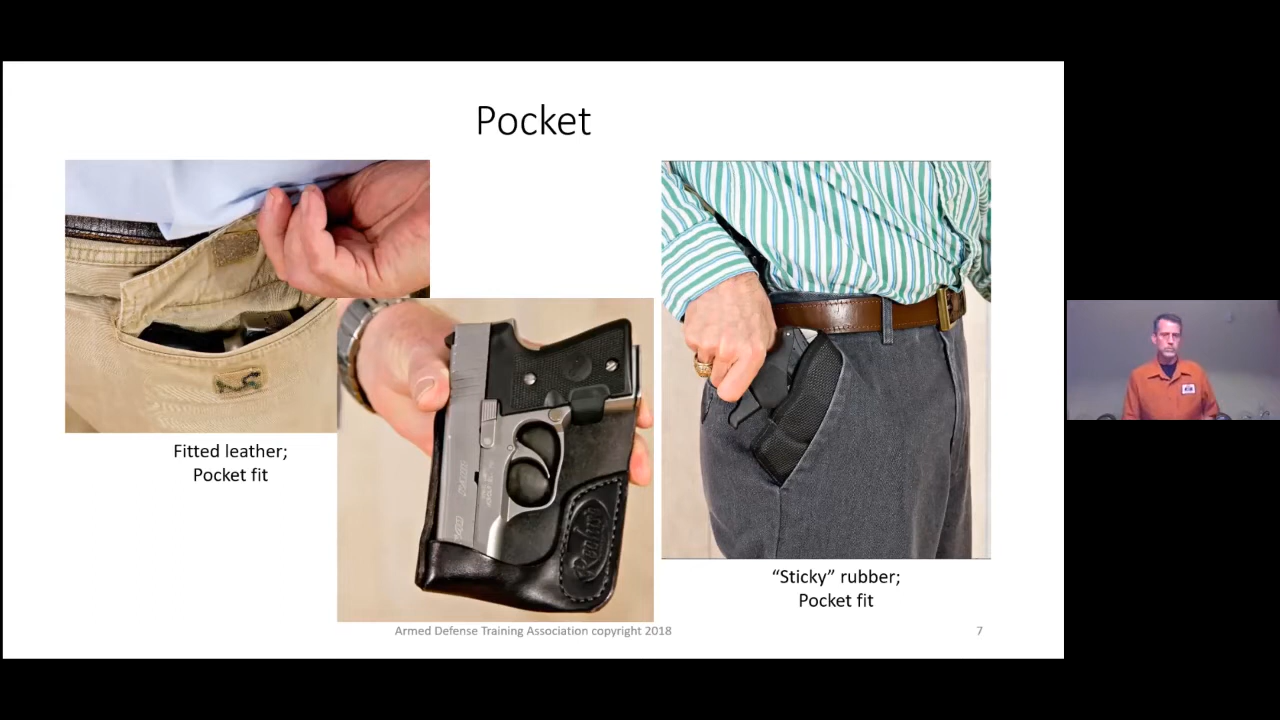 Pocket
Fitted leather;
Pocket fit
“Sticky” rubber;
Pocket fit
Armed Defense Training Association copyright 2018
7